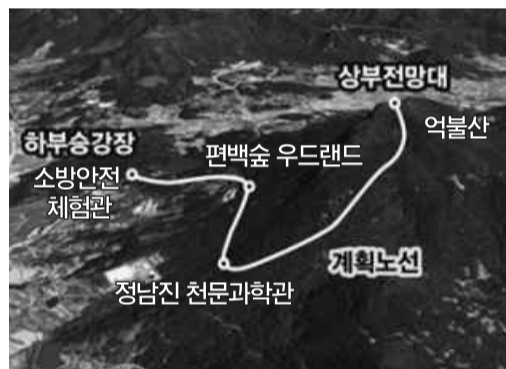 상부전망대
억불산
하부승강장
편백숲 우드랜드
소방안전
체험관
계획노선
정남진 천문과학관